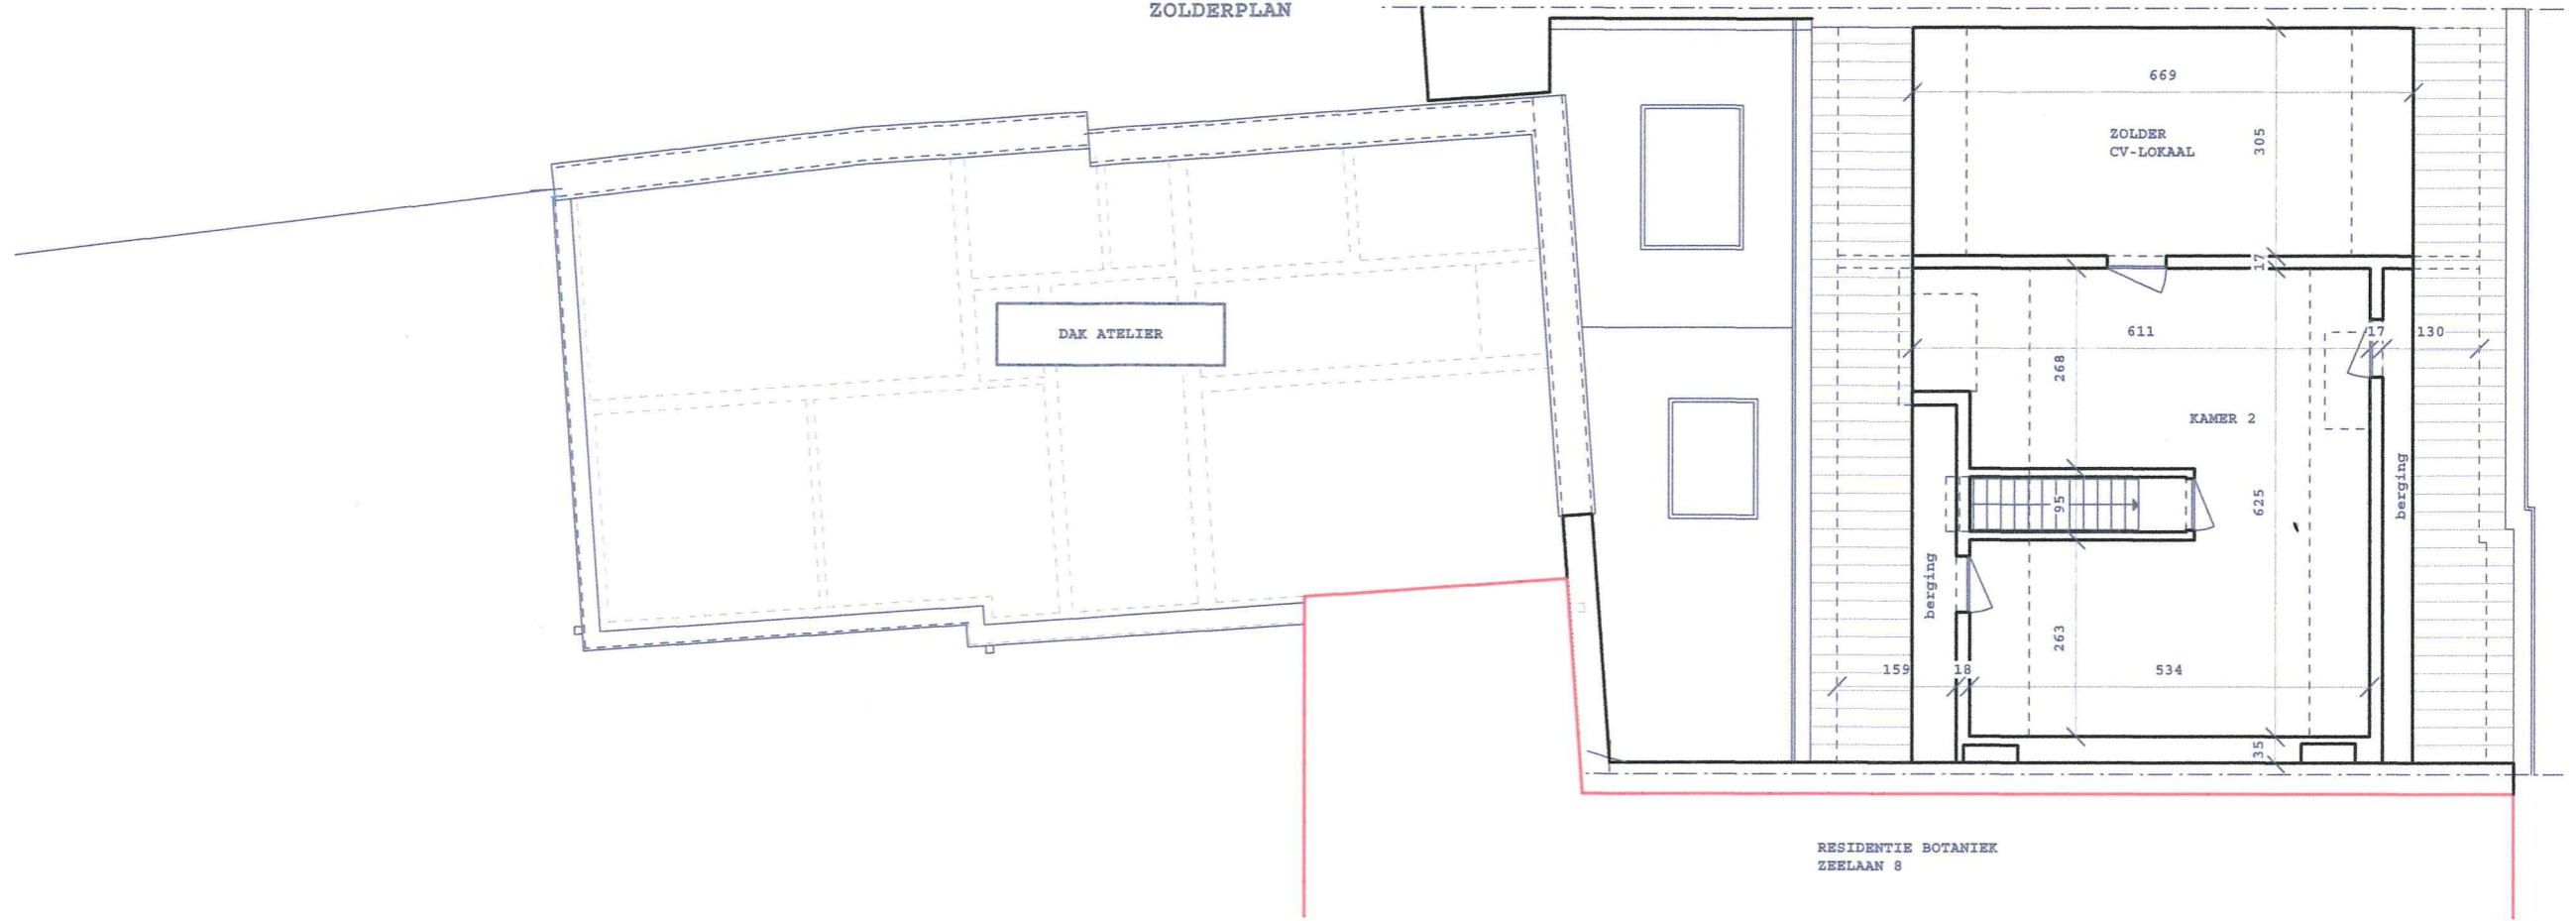 ZOLDERPLAN
669
ZOLDER
CV-LOKAAL
305
17
DAK ATELIER
611
17
130
268
KAMER 2
berging
95
625
berging
263
159
18
534
35
RESIDENTIE BOTANIEK
ZEELAAN 8